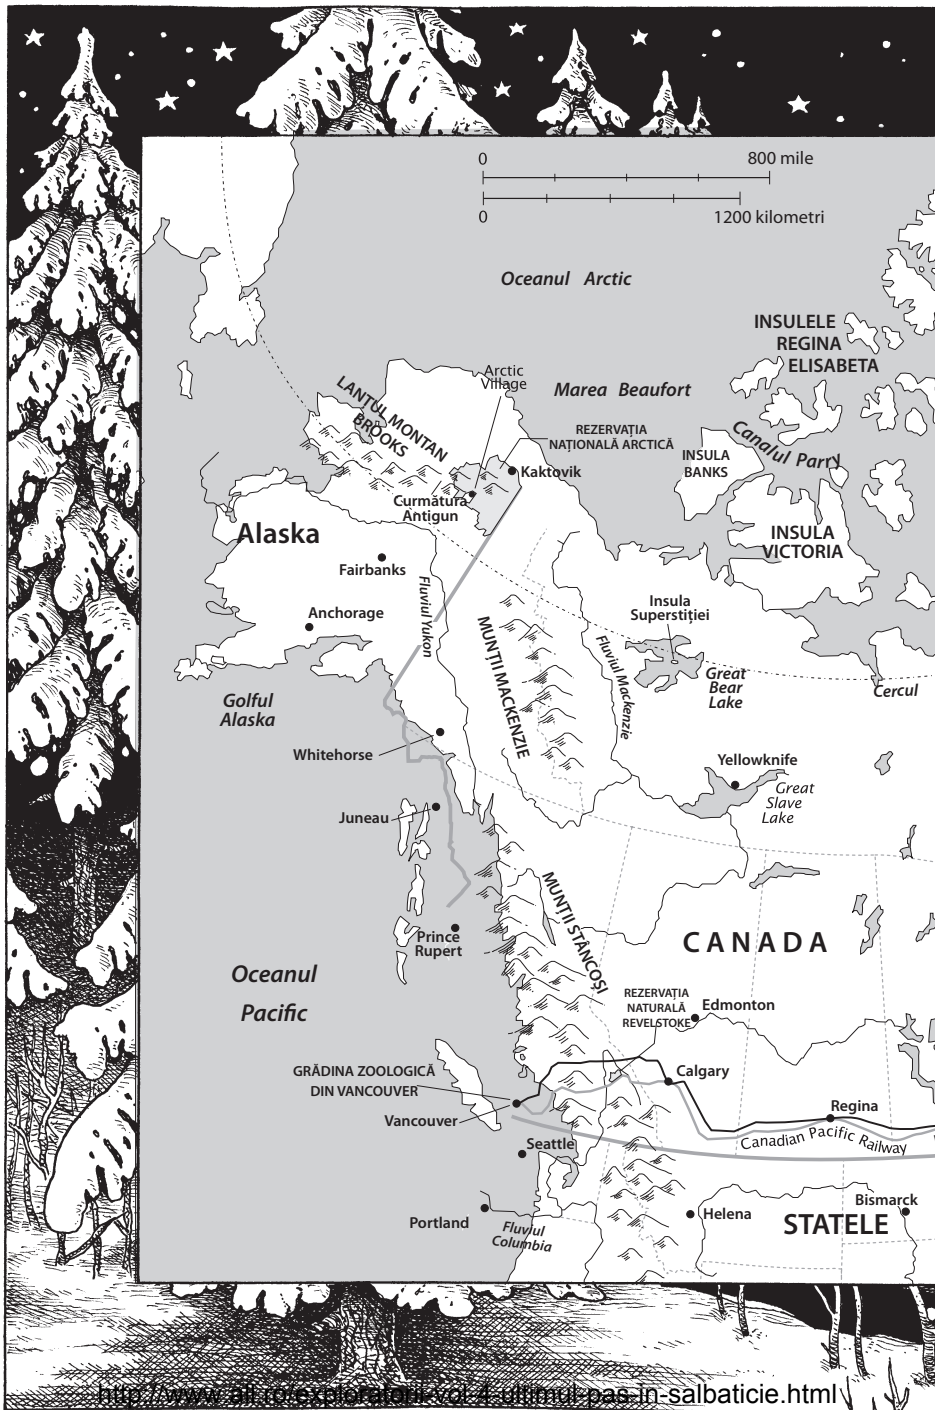 0 800 mile
0 1200 kilometri
Oceanul Arctic
INSULELE
REGINA
ELISABETA
Arctic
Village
Marea Beaufort
LANȚUL MONTAN
BROOKS
REZERVAȚIA
NAȚIONALĂ ARCTICĂ
Canalul Parry
INSULA
BANKS
Kaktovik
Curmătura
Antigun
Alaska
INSULA
VICTORIA
Fairbanks
Fluviul Yukon
Anchorage
Insula
Superstiției
MUNȚII MACKENZIE
Fluviul Mackenzie
Great
Bear
Lake
Cercul
Golful
Alaska
Whitehorse
Yellowknife
Great
Slave
Lake
Juneau
MUNȚII STÂNCOȘI
Prince
Rupert
CANADA
Oceanul
Pacific
REZERVAȚIA
NATURALĂ
REVELSTOKE
Edmonton
GRĂDINA ZOOLOGICĂ
DIN VANCOUVER
Calgary
Vancouver
Regina
Canadian Pacific Railway
Seattle
Portland
Fluviul
Columbia
Helena
STATELE
Bismarck
http://www.all.ro/exploratorii-vol-4-ultimul-pas-in-salbaticie.html